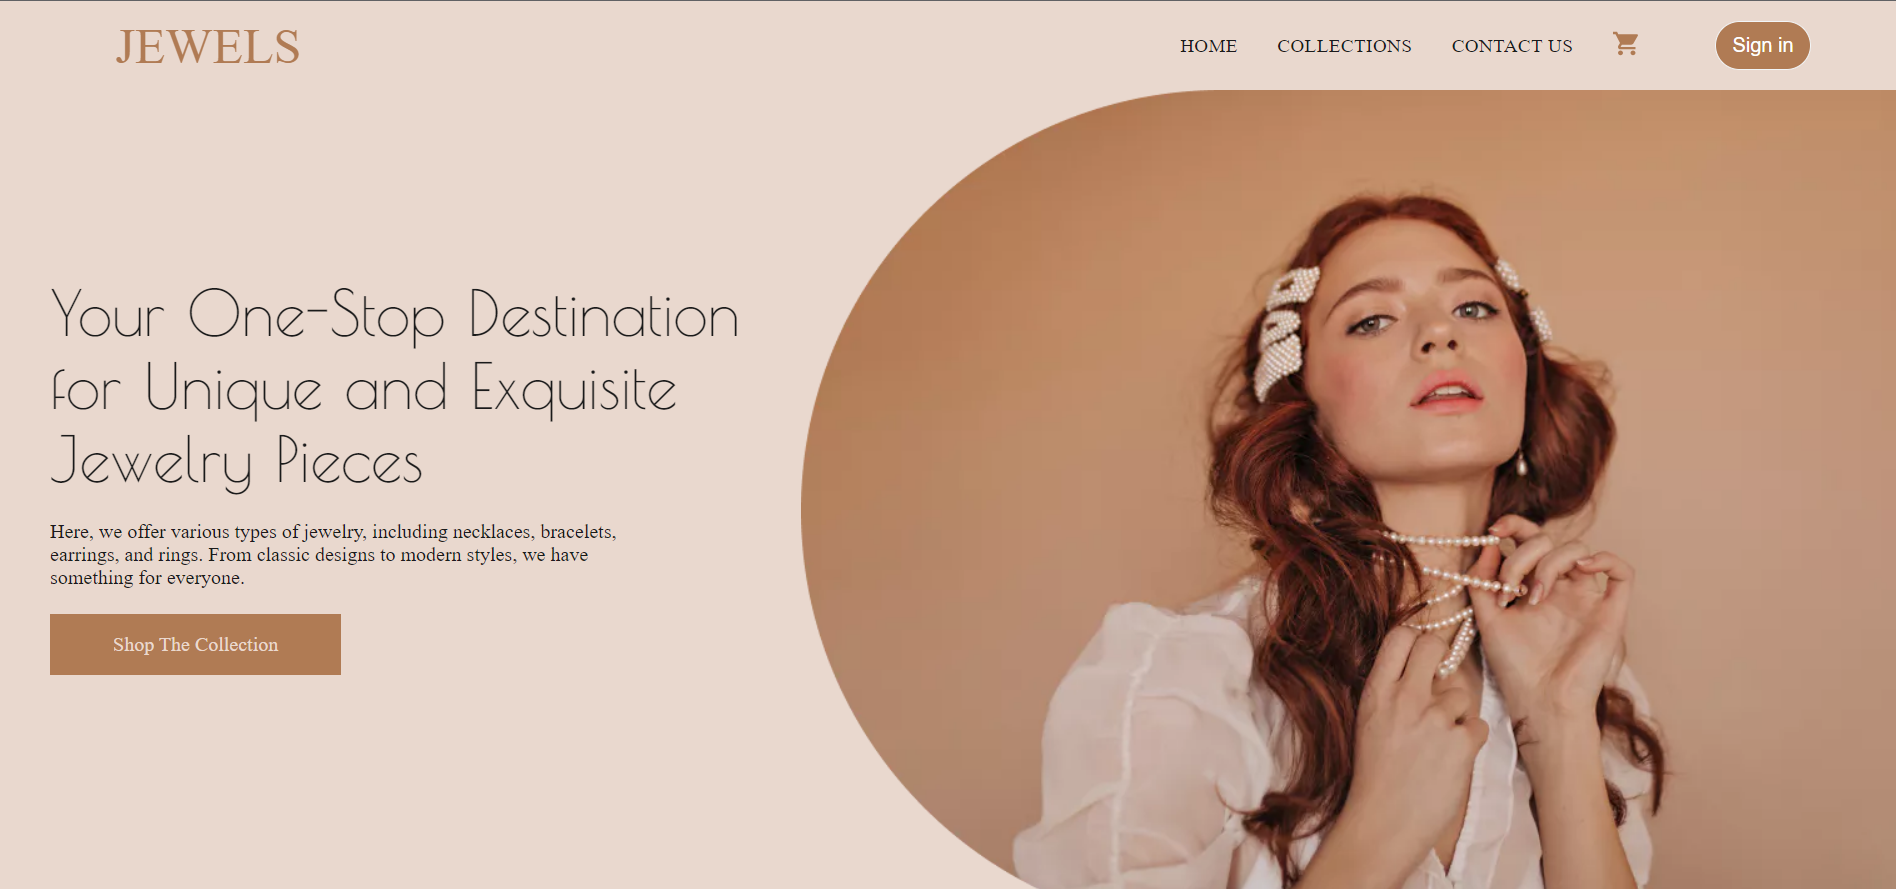 JEWELS
HOME
COLLECTIONS
CONTACT US
Sign in
Your One-Stop Destination
for Unique and Exquisite
Jewelry Pieces
Here, we offer various types of jewelry, including necklaces, bracelets,
earrings, and rings. From classic designs to modern styles, we have
something for everyone.
Shop The Collection